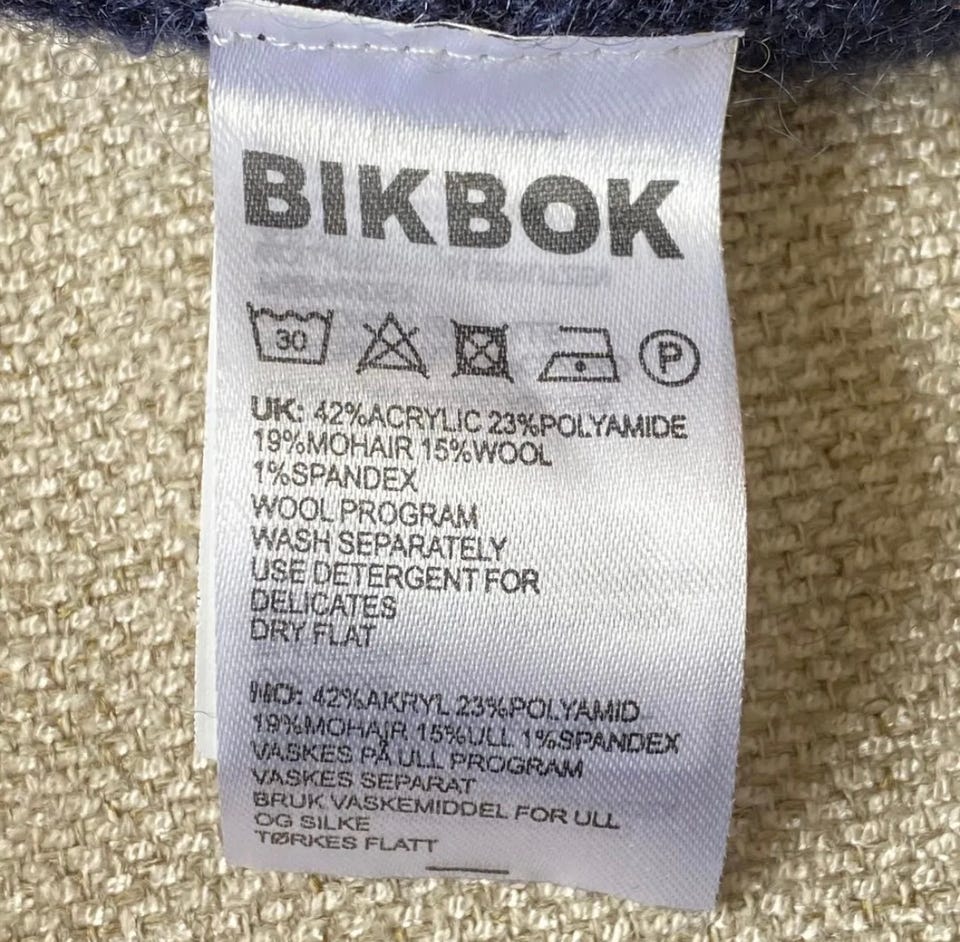 BIKBOK
30 P
UK: 42%ACRYLIC 23%POLYAMIDE
19%MOHAIR 15%WOOL
1%SPANDEX
WOOL PROGRAM
WASH SEPARATELY
USE DETERGENT FOR
DELICATES
DRY FLAT
NO: 42%AKRYL 23%POLYAMID
19%MOHAIR 15%ULL 1%SPANDEX
VASKES PÅ ULL PROGRAM
VASKES SEPARAT
BRUK VASKEMIDDEL FOR ULL
OG SILKE
TØRKES FLATT